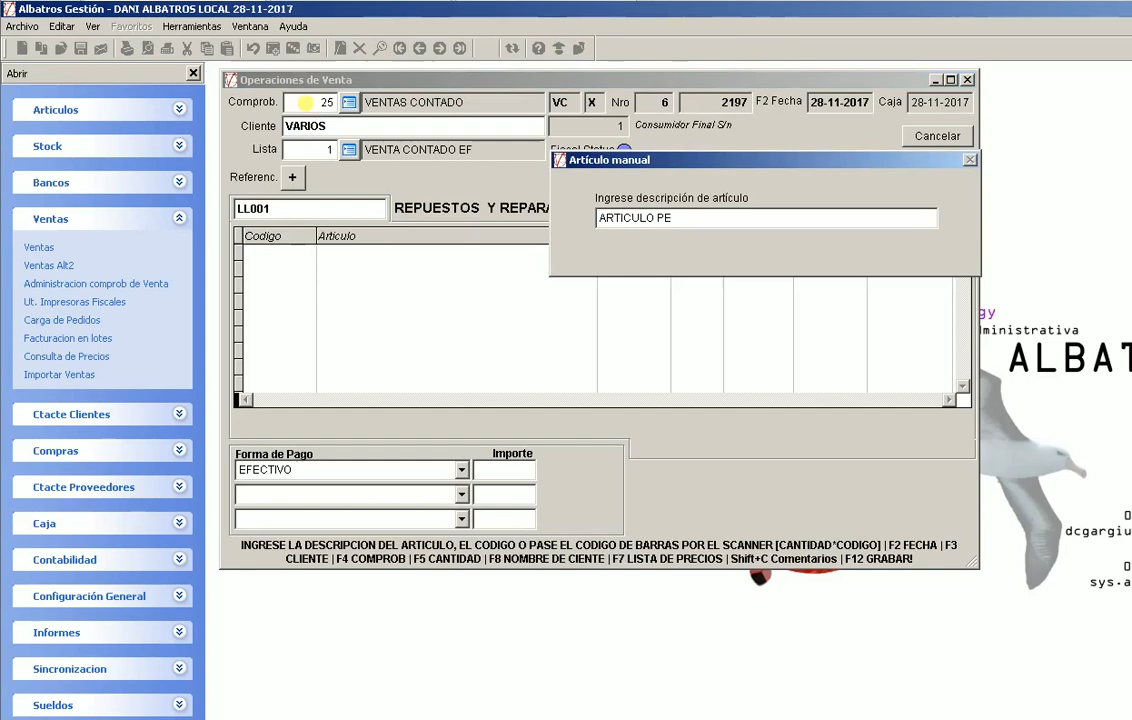 Albatros Gestión - DANI ALBATROS LOCAL 28-11-2017
Archivo Editar Ver Favoritos Herramientas Ventana Ayuda
Abrir
Articulos
Stock
Bancos
Ventas
Ventas
Ventas Alt2
Administracion comprob de Venta
Ut. Impresoras Fiscales
Carga de Pedidos
Facturacion en lotes
Consulta de Precios
Importar Ventas
Ctacte Clientes
Compras
Ctacte Proveedores
Caja
Contabilidad
Configuración General
Informes
Sincronizacion
Sueldos
Operaciones de Venta
Comprob. 25 VENTAS CONTADO VC X Nro 6 2197 F2 Fecha 28-11-2017 Caja 28-11-2017
Cliente VARIOS 1 Consumidor Final S/n
Cancelar
Lista 1 VENTA CONTADO EF Fiscal Status
Referenc. +
LL001 REPUESTOS Y REPARA
Codigo Articulo
Artículo manual
Ingrese descripción de artículo
ARTICULO PE
Forma de Pago Importe
EFECTIVO
INGRESE LA DESCRIPCION DEL ARTICULO, EL CODIGO O PASE EL CODIGO DE BARRAS POR EL SCANNER [CANTIDAD*CODIGO] | F2 FECHA | F3
CLIENTE | F4 COMPROB | F5 CANTIDAD | F8 NOMBRE DE CIENTE | F7 LISTA DE PRECIOS | Shift+C Comentarios | F12 GRABAR!
gy
ministrativa
ALBAT
dcgargiu
sys.a